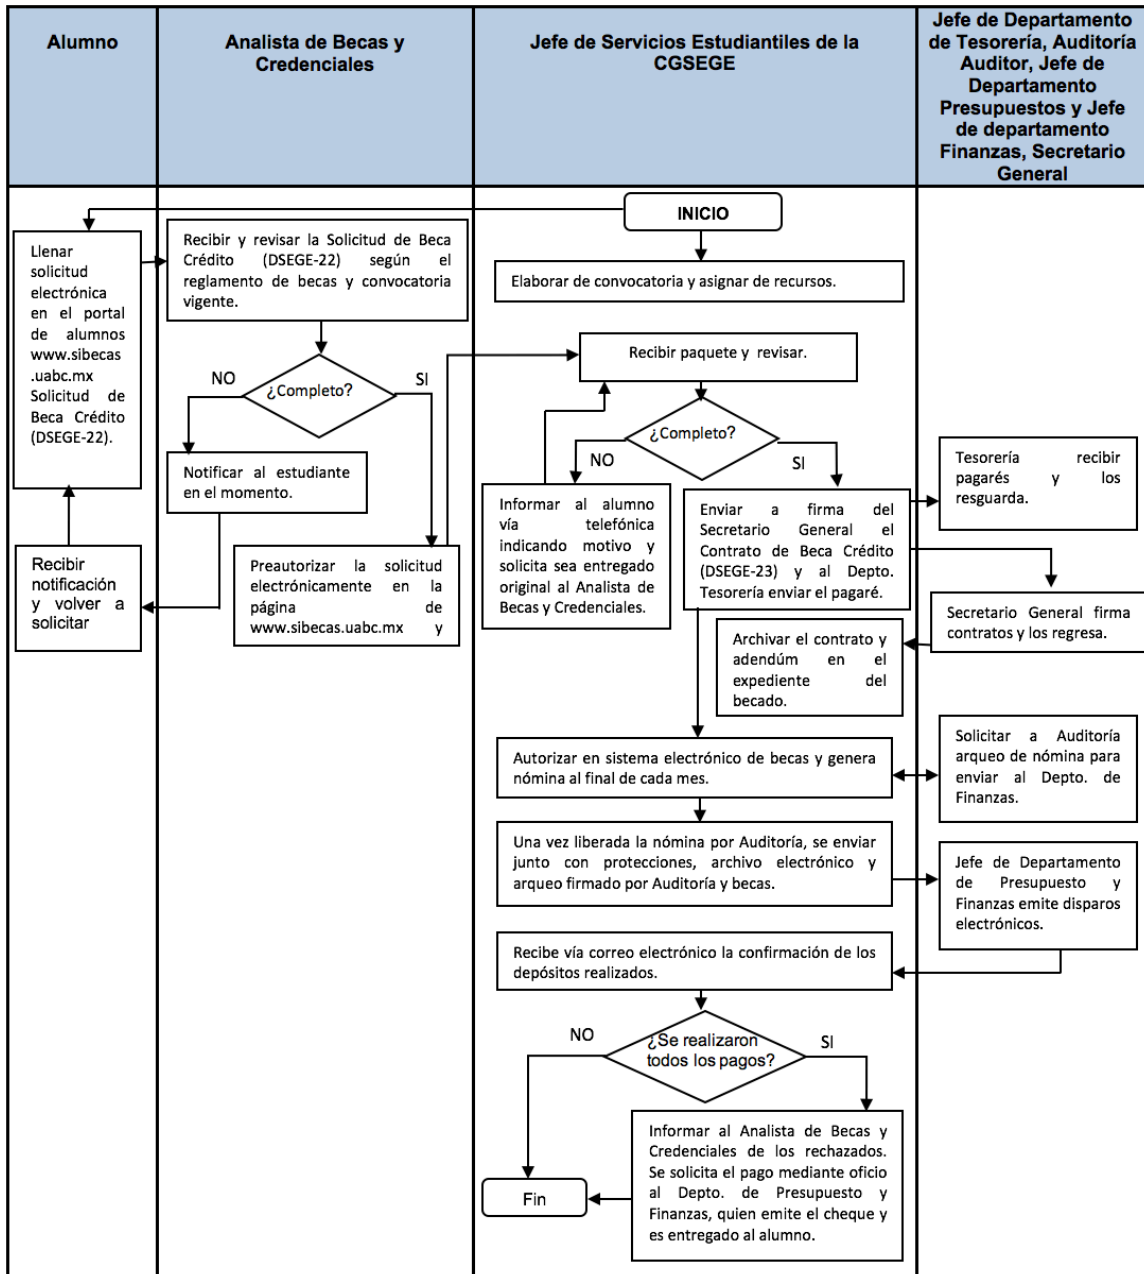 Alumno
Analista de Becas y
Credenciales
Jefe de Servicios Estudiantiles de la
CGSEGE
Jefe de Departamento
de Tesorería, Auditoría
Auditor, Jefe de
Departamento
Presupuestos y Jefe
de departamento
Finanzas, Secretario
General
INICIO
Llenar
solicitud
electrónica
en el portal
de alumnos
www.sibecas
.uabc.mx
Solicitud de
Beca Crédito
(DSEGE-22).
Recibir y revisar la Solicitud de Beca
Crédito (DSEGE-22) según el
reglamento de becas y convocatoria
vigente.
Elaborar de convocatoria y asignar de recursos.
Recibir paquete y revisar.
NO
¿Completo?
SI
¿Completo?
NO
SI
Notificar al estudiante
en el momento.
Tesorería recibir
pagarés y los
resguarda.
Informar al alumno
vía telefónica
indicando motivo y
solicita sea entregado
original al Analista de
Becas y Credenciales.
Enviar a firma del
Secretario General el
Contrato de Beca Crédito
(DSEGE-23) y al Depto.
Tesorería enviar el pagaré.
Recibir
notificación
y volver a
solicitar
Preautorizar la solicitud
electrónicamente en la
página de
www.sibecas.uabc.mx y
Secretario General firma
contratos y los regresa.
Archivar el contrato y
adendúm en el
expediente del
becado.
Autorizar en sistema electrónico de becas y genera
nómina al final de cada mes.
Solicitar a Auditoría
arqueo de nómina para
enviar al Depto. de
Finanzas.
Una vez liberada la nómina por Auditoría, se enviar
junto con protecciones, archivo electrónico y
arqueo firmado por Auditoría y becas.
Jefe de Departamento
de Presupuesto y
Finanzas emite disparos
electrónicos.
Recibe vía correo electrónico la confirmación de los
depósitos realizados.
NO
¿Se realizaron
todos los pagos?
SI
Informar al Analista de Becas y
Credenciales de los rechazados.
Se solicita el pago mediante oficio
al Depto. de Presupuesto y
Finanzas, quien emite el cheque y
es entregado al alumno.
Fin